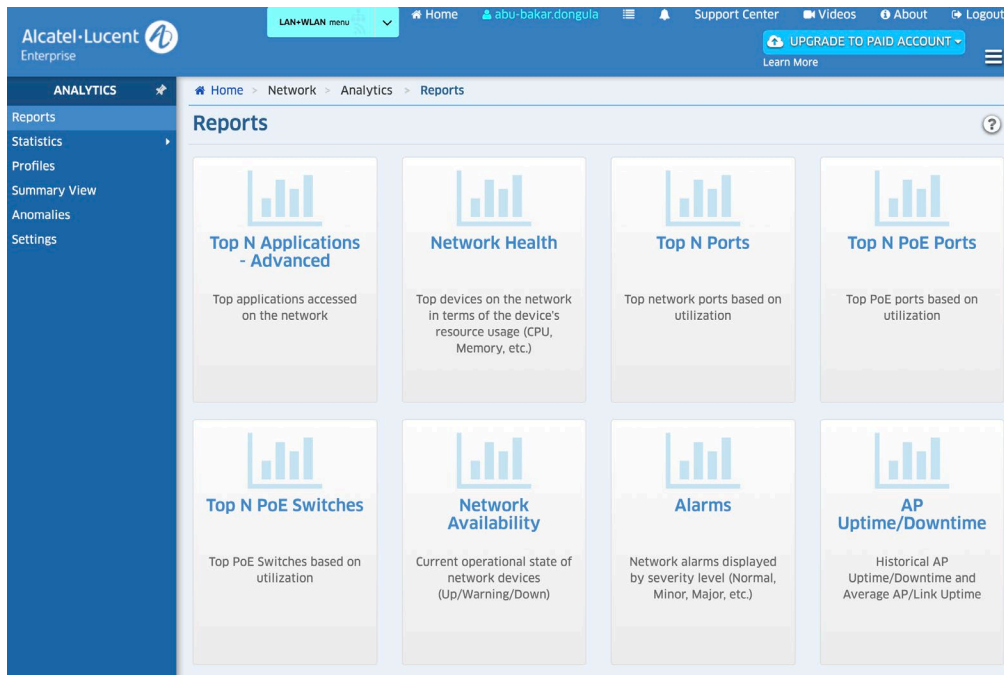 LAN+WLAN menu
Home
abu-bakar.dongula
Support Center
Videos
About
Logout
Alcatel·Lucent
Enterprise
UPGRADE TO PAID ACCOUNT
Learn More
ANALYTICS
Reports
Statistics
Profiles
Summary View
Anomalies
Settings
Home > Network > Analytics > Reports
Reports
?
Top N Applications
- Advanced
Top applications accessed
on the network
Network Health
Top devices on the network
in terms of the device's
resource usage (CPU,
Memory, etc.)
Top N Ports
Top network ports based on
utilization
Top N PoE Ports
Top PoE ports based on
utilization
Top N PoE Switches
Top PoE Switches based on
utilization
Network
Availability
Current operational state of
network devices
(Up/Warning/Down)
Alarms
Network alarms displayed
by severity level (Normal,
Minor, Major, etc.)
AP
Uptime/Downtime
Historical AP
Uptime/Downtime and
Average AP/Link Uptime